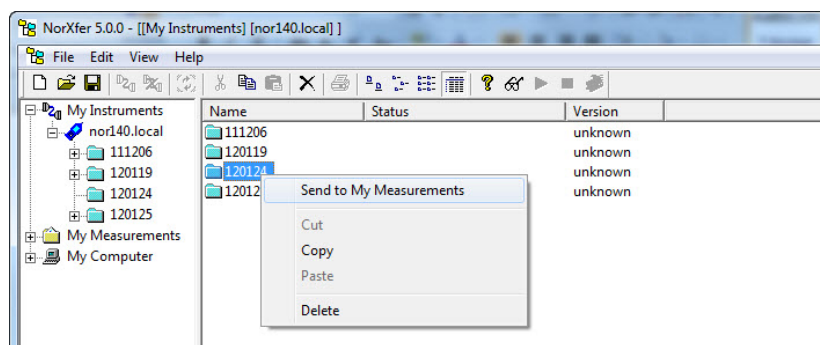 NorXfer 5.0.0 - [[My Instruments] [nor140.local] ]
File Edit View Help
My Instruments
nor140.local
111206
120119
120124
120125
My Measurements
My Computer
Name Status Version
111206 unknown
120119 unknown
120124 unknown
12012 unknown
Send to My Measurements
Cut
Copy
Paste
Delete